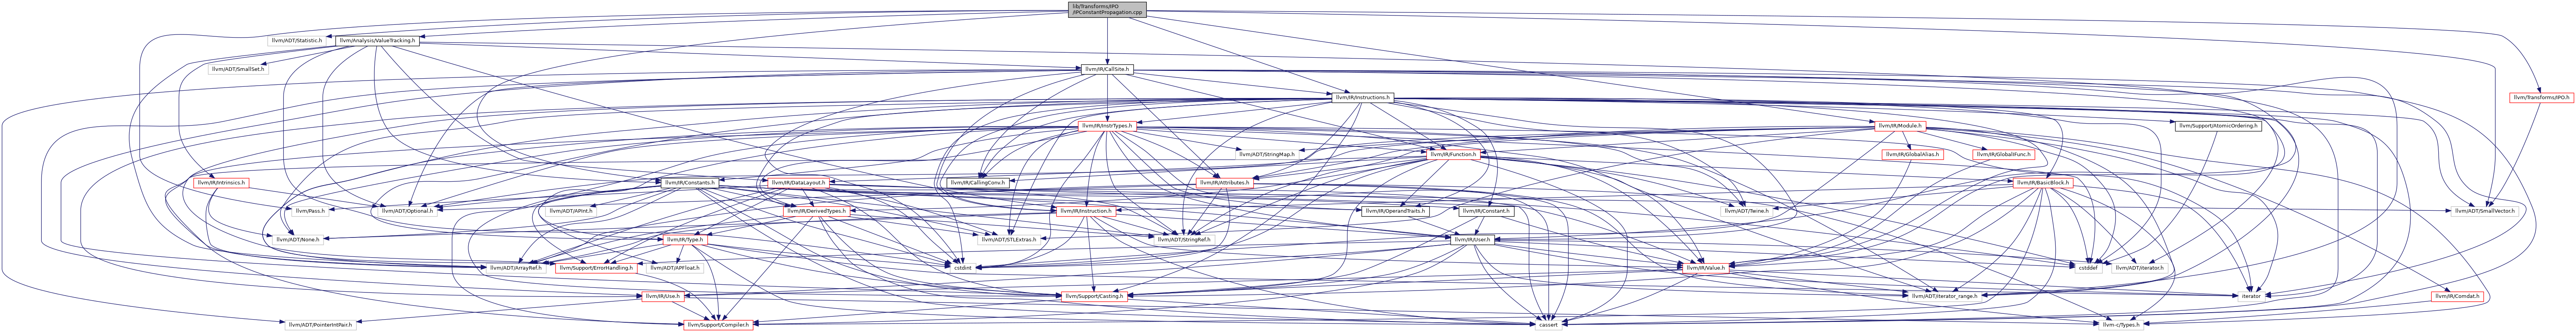 lib/Transforms/IPO
/IPConstantPropagation.cpp
llvm/ADT/Statistic.h
llvm/Analysis/ValueTracking.h
llvm/ADT/SmallSet.h
llvm/IR/CallSite.h
llvm/IR/Instructions.h
llvm/Transforms/IPO.h
llvm/IR/InstrTypes.h
llvm/IR/Module.h
llvm/Support/AtomicOrdering.h
llvm/ADT/StringMap.h
llvm/IR/Function.h
llvm/IR/GlobalAlias.h
llvm/IR/GlobalIFunc.h
llvm/IR/Intrinsics.h
llvm/IR/Constants.h
llvm/IR/DataLayout.h
llvm/IR/CallingConv.h
llvm/IR/Attributes.h
llvm/IR/BasicBlock.h
llvm/Pass.h
llvm/ADT/Optional.h
llvm/ADT/APInt.h
llvm/IR/DerivedTypes.h
llvm/IR/Instruction.h
llvm/IR/OperandTraits.h
llvm/IR/Constant.h
llvm/ADT/Twine.h
llvm/ADT/SmallVector.h
llvm/ADT/None.h
llvm/IR/Type.h
llvm/ADT/STLExtras.h
llvm/ADT/StringRef.h
llvm/IR/User.h
llvm/ADT/ArrayRef.h
llvm/Support/ErrorHandling.h
llvm/ADT/APFloat.h
cstdint
llvm/IR/Value.h
cstddef
llvm/ADT/iterator.h
llvm/IR/Use.h
llvm/Support/Casting.h
llvm/ADT/iterator_range.h
iterator
llvm/IR/Comdat.h
llvm/ADT/PointerIntPair.h
llvm/Support/Compiler.h
cassert
llvm-c/Types.h